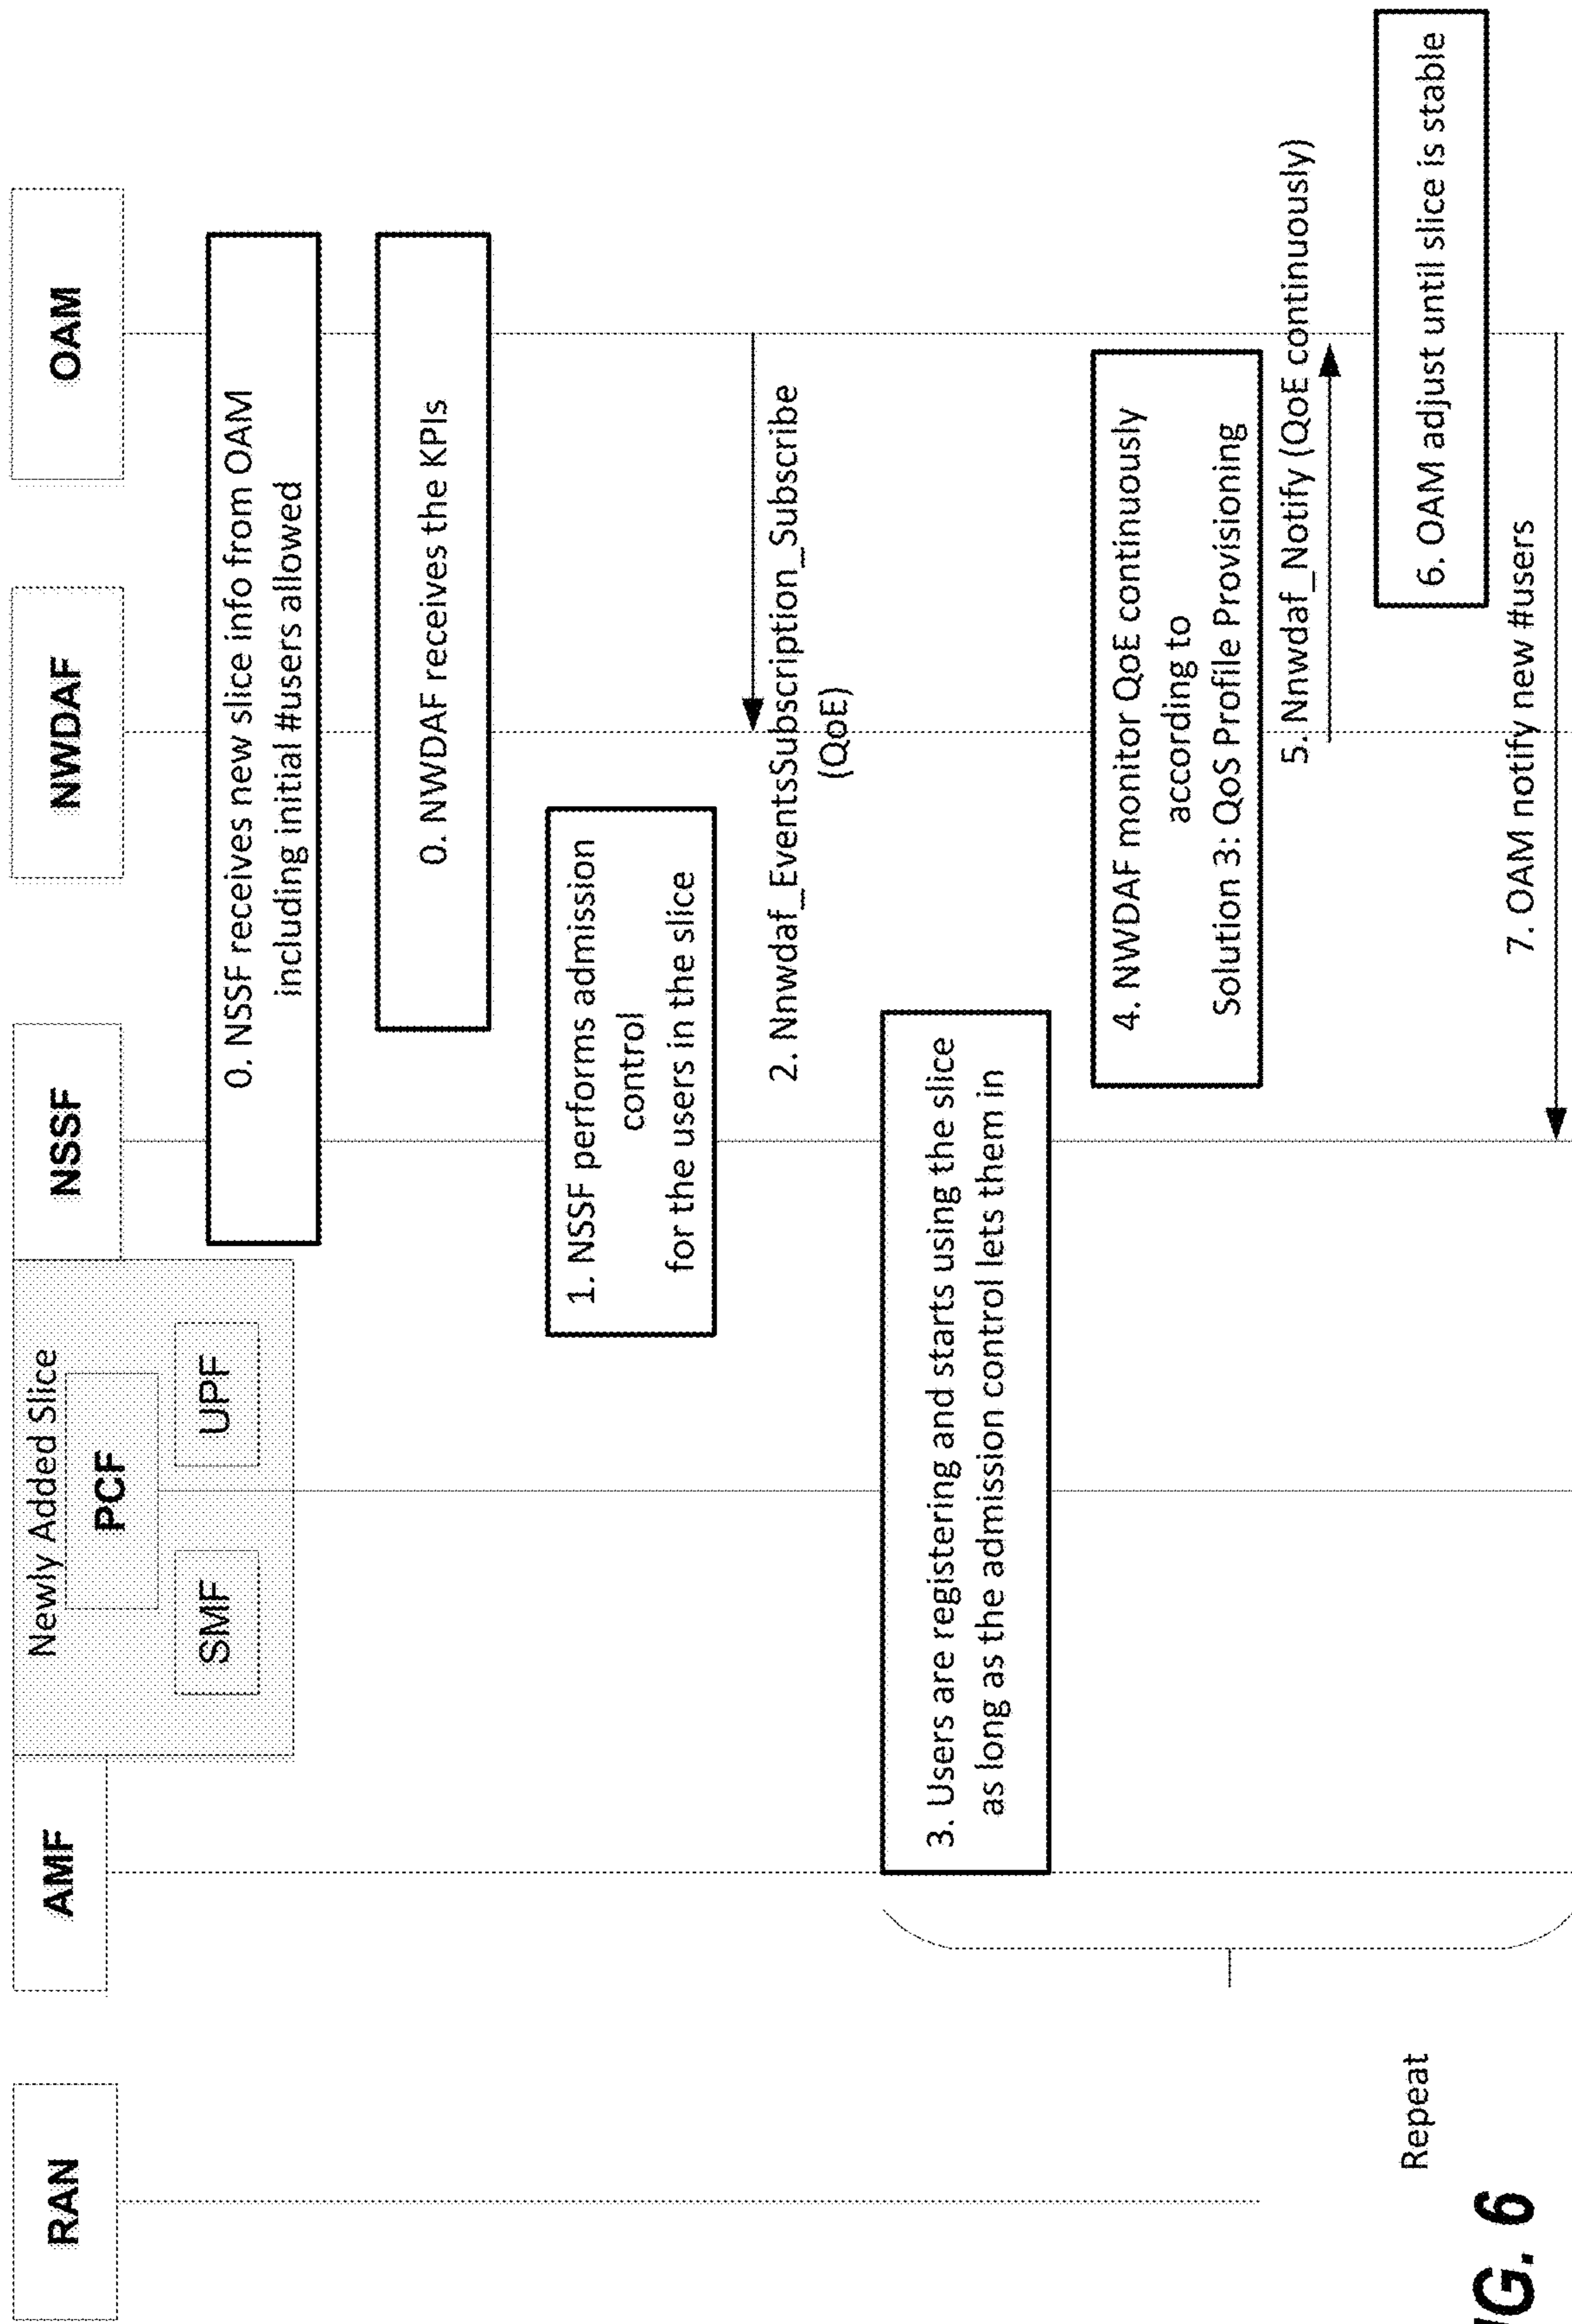 RAN
AMF
Newly Added Slice
PCF
SMF
UPF
NSSF
NWDAF
OAM
0. NSSF receives new slice info from OAM
including initial #users allowed
0. NWDAF receives the KPIs
1. NSSF performs admission
control
for the users in the slice
2. Nnwdaf_EventsSubscription_Subscribe
(QoE)
3. Users are registering and starts using the slice
as long as the admission control lets them in
4. NWDAF monitor QoE continuously
according to
Solution 3: QoS Profile Provisioning
5. Nnwdaf_Notify (QoE continuously)
6. OAM adjust until slice is stable
7. OAM notify new #users
Repeat
IG. 6